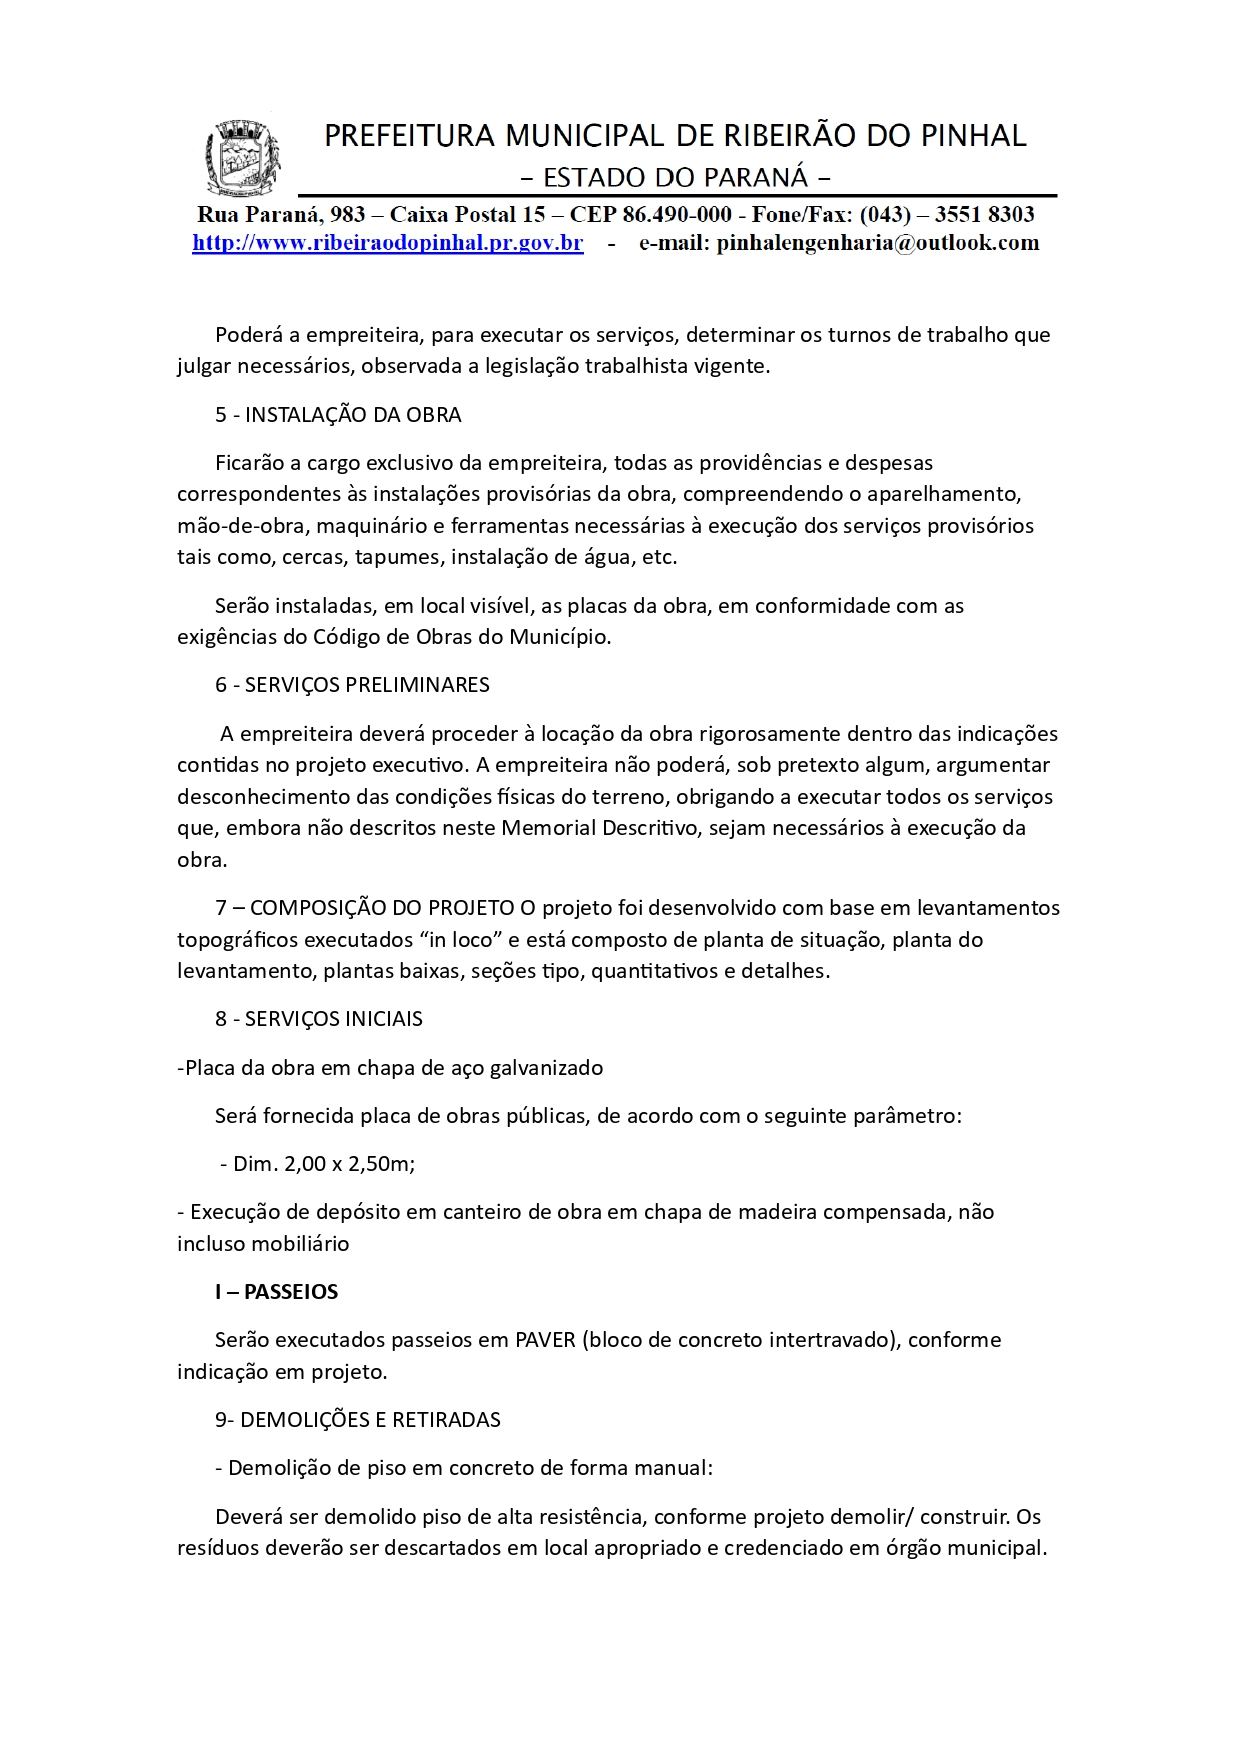 PREFEITURA MUNICIPAL DE RIBEIRÃO DO PINHAL
– ESTADO DO PARANÁ –
Rua Paraná, 983 – Caixa Postal 15 – CEP 86.490-000 - Fone/Fax: (043) – 3551 8303
http://www.ribeiraodopinhal.pr.gov.br - e-mail: pinhalengenharia@outlook.com
Poderá a empreiteira, para executar os serviços, determinar os turnos de trabalho que
julgar necessários, observada a legislação trabalhista vigente.
5 - INSTALAÇÃO DA OBRA
Ficarão a cargo exclusivo da empreiteira, todas as providências e despesas
correspondentes às instalações provisórias da obra, compreendendo o aparelhamento,
mão-de-obra, maquinário e ferramentas necessárias à execução dos serviços provisórios
tais como, cercas, tapumes, instalação de água, etc.
Serão instaladas, em local visível, as placas da obra, em conformidade com as
exigências do Código de Obras do Município.
6 - SERVIÇOS PRELIMINARES
A empreiteira deverá proceder à locação da obra rigorosamente dentro das indicações
contidas no projeto executivo. A empreiteira não poderá, sob pretexto algum, argumentar
desconhecimento das condições físicas do terreno, obrigando a executar todos os serviços
que, embora não descritos neste Memorial Descritivo, sejam necessários à execução da
obra.
7 – COMPOSIÇÃO DO PROJETO O projeto foi desenvolvido com base em levantamentos
topográficos executados “in loco” e está composto de planta de situação, planta do
levantamento, plantas baixas, seções tipo, quantitativos e detalhes.
8 - SERVIÇOS INICIAIS
-Placa da obra em chapa de aço galvanizado
Será fornecida placa de obras públicas, de acordo com o seguinte parâmetro:
- Dim. 2,00 x 2,50m;
- Execução de depósito em canteiro de obra em chapa de madeira compensada, não
incluso mobiliário
I – PASSEIOS
Serão executados passeios em PAVER (bloco de concreto intertravado), conforme
indicação em projeto.
9- DEMOLIÇÕES E RETIRADAS
- Demolição de piso em concreto de forma manual:
Deverá ser demolido piso de alta resistência, conforme projeto demolir/ construir. Os
resíduos deverão ser descartados em local apropriado e credenciado em órgão municipal.